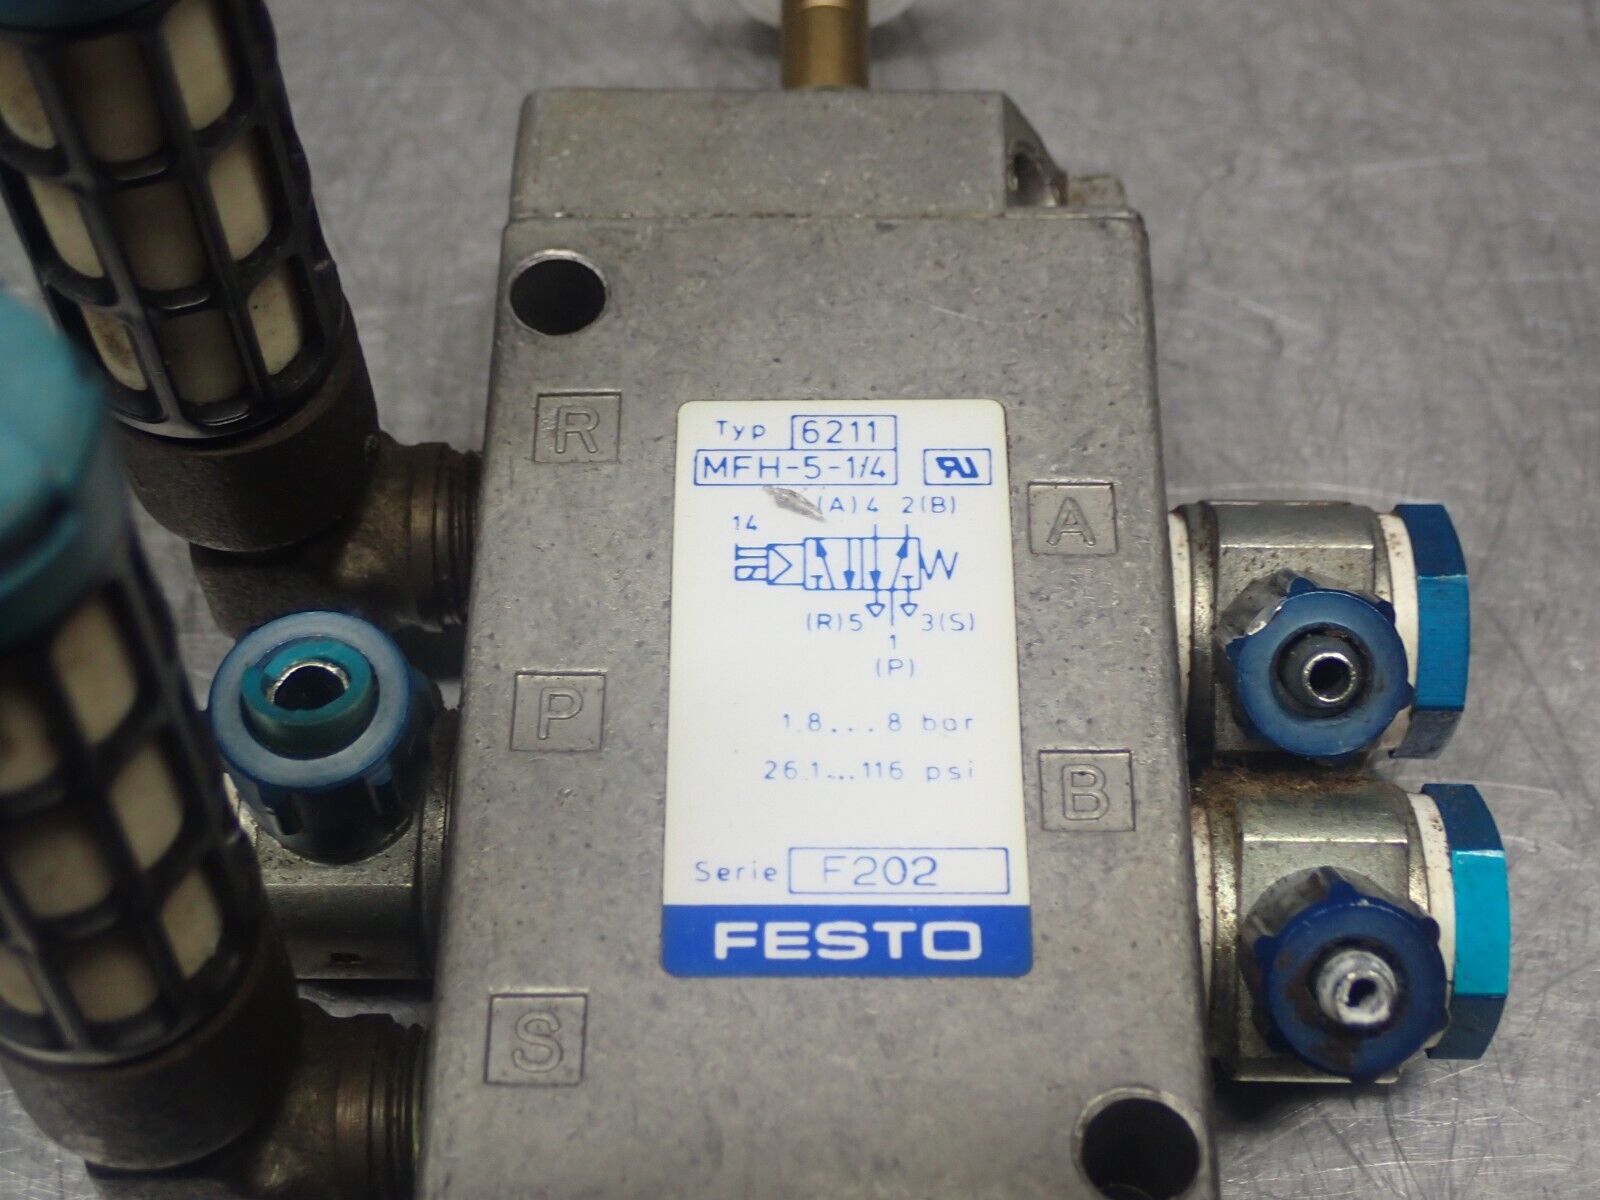 R
Typ 6211
MFH-5-1/4 RU
(A) 4 2 (B)
14
A
(R) 5 3 (S)
1
(P)
P
1.8...8 bar
26.1...116 psi
B
Serie F202
FESTO
S